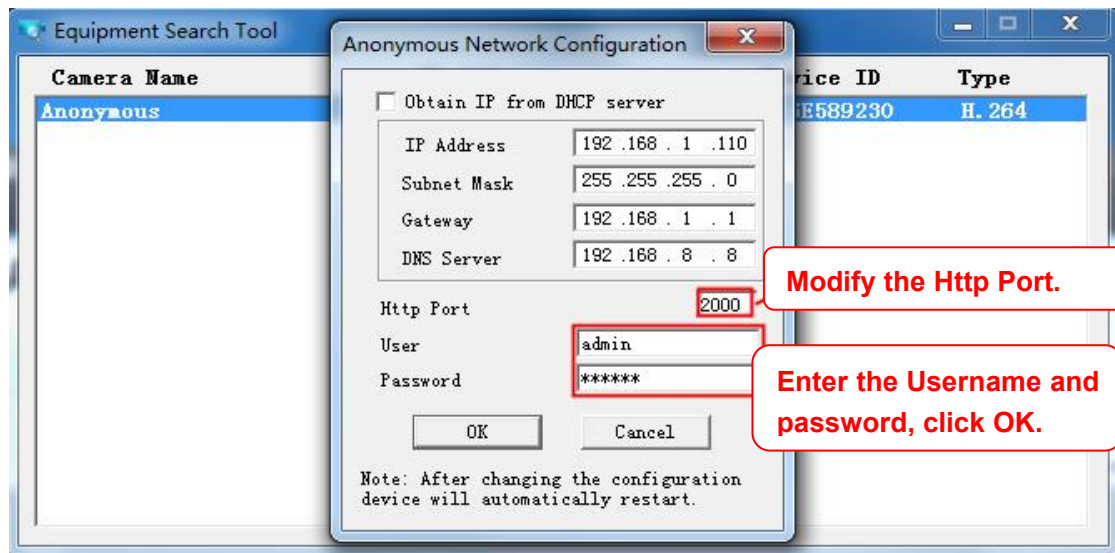 Equipment Search Tool
Anonymous Network Configuration
Camera Name
Type
Anonymous
E589230
H.264
Obtain IP from DHCP server
IP Address 192 .168 . 1 .110
Subnet Mask 255 .255 .255 . 0
Gateway 192 .168 . 1 . 1
DNS Server 192 .168 . 8 . 8
Http Port 2000
Modify the Http Port.
User admin
Password ******
Enter the Username and
password, click OK.
OK Cancel
Note: After changing the configuration
device will automatically restart.